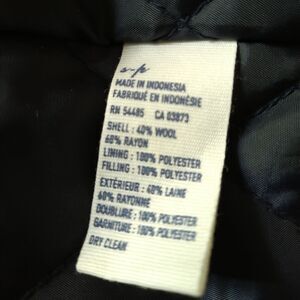 MADE IN INDONESIA
FABRIQUÉ EN INDONÉSIE
RN 54485 CA 03873
SHELL : 40% WOOL
60% RAYON
LINING : 100% POLYESTER
FILLING : 100% POLYESTER
EXTÉRIEUR : 40% LAINE
60% RAYONNE
DOUBLURE : 100% POLYESTER
GARNITURE : 100% POLYESTER
DRY CLEAN